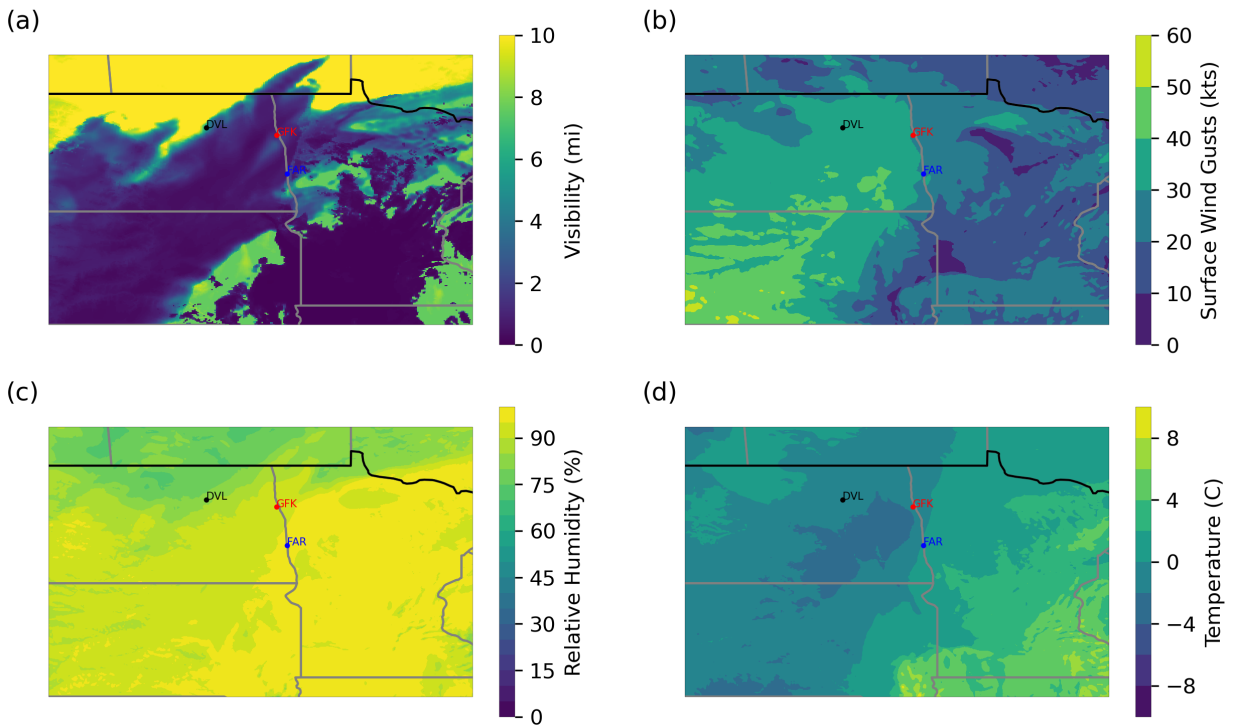 (a)
DVL
GFK
FAR
10
8
6
4
2
0
Visibility (mi)
(b)
DVL
GFK
FAR
60
50
40
30
20
10
0
Surface Wind Gusts (kts)
(c)
DVL
GFK
FAR
90
75
60
45
30
15
0
Relative Humidity (%)
(d)
DVL
GFK
FAR
8
4
0
−4
−8
Temperature (C)